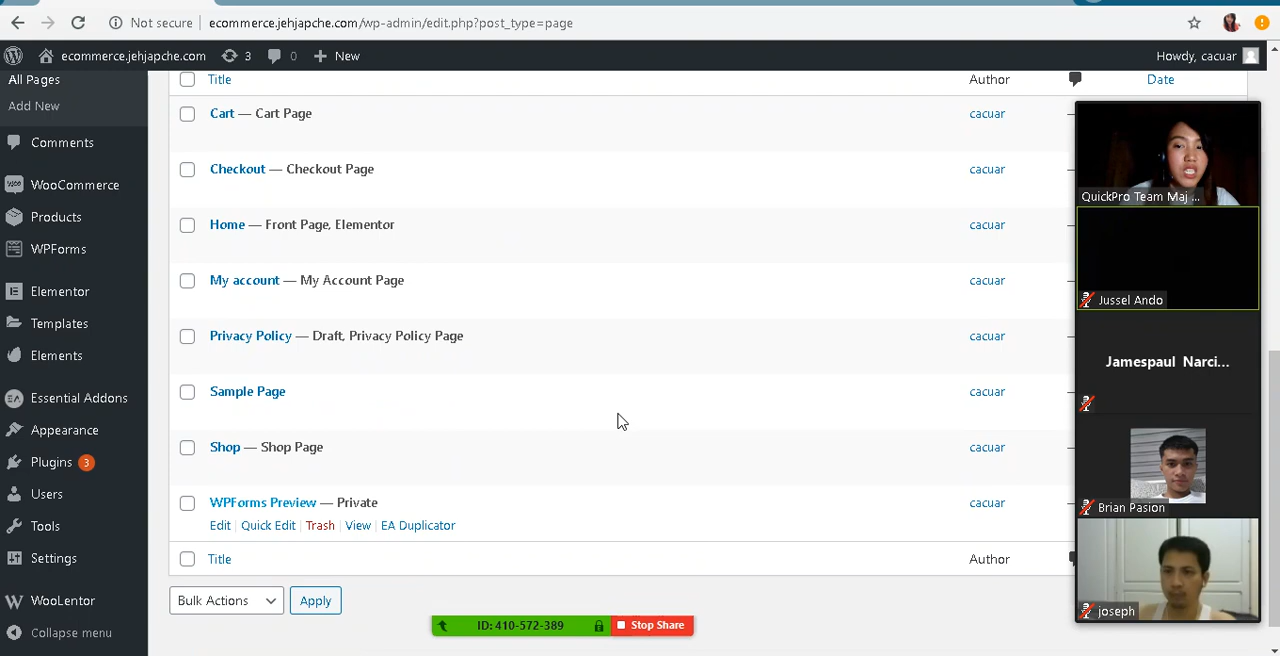 Not secure
ecommerce.jehjapche.com/wp-admin/edit.php?post_type=page
ecommerce.jehjapche.com
3
0
New
Howdy, cacuar
All Pages
Add New
Comments
WooCommerce
Products
WPForms
Elementor
Templates
Elements
Essential Addons
Appearance
Plugins 3
Users
Tools
Settings
WooLentor
Collapse menu
Title Author Date
Cart — Cart Page cacuar —
Checkout — Checkout Page cacuar —
Home — Front Page, Elementor cacuar —
My account — My Account Page cacuar —
Privacy Policy — Draft, Privacy Policy Page cacuar —
Sample Page cacuar —
Shop — Shop Page cacuar —
WPForms Preview — Private cacuar —
Edit | Quick Edit | Trash | View | EA Duplicator
Title Author
Bulk Actions Apply
ID: 410-572-389 Stop Share
QuickPro Team Maj ...
Jussel Ando
Jamespaul Narci...
Brian Pasion
joseph